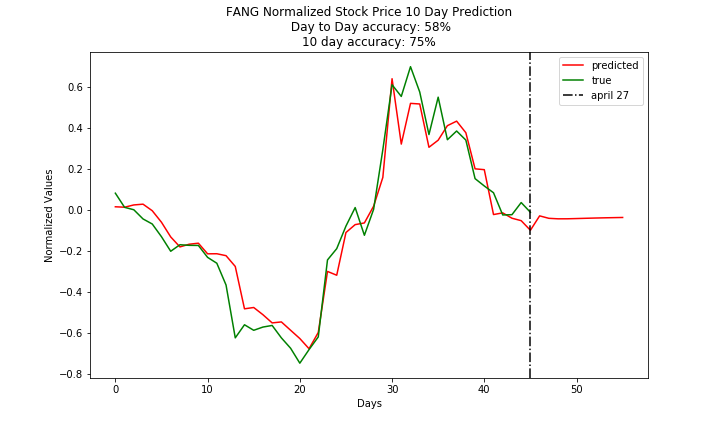 FANG Normalized Stock Price 10 Day Prediction
Day to Day accuracy: 58%
10 day accuracy: 75%
predicted
true
april 27
Normalized Values
0.6
0.4
0.2
0.0
−0.2
−0.4
−0.6
−0.8
0
10
20
30
40
50
Days